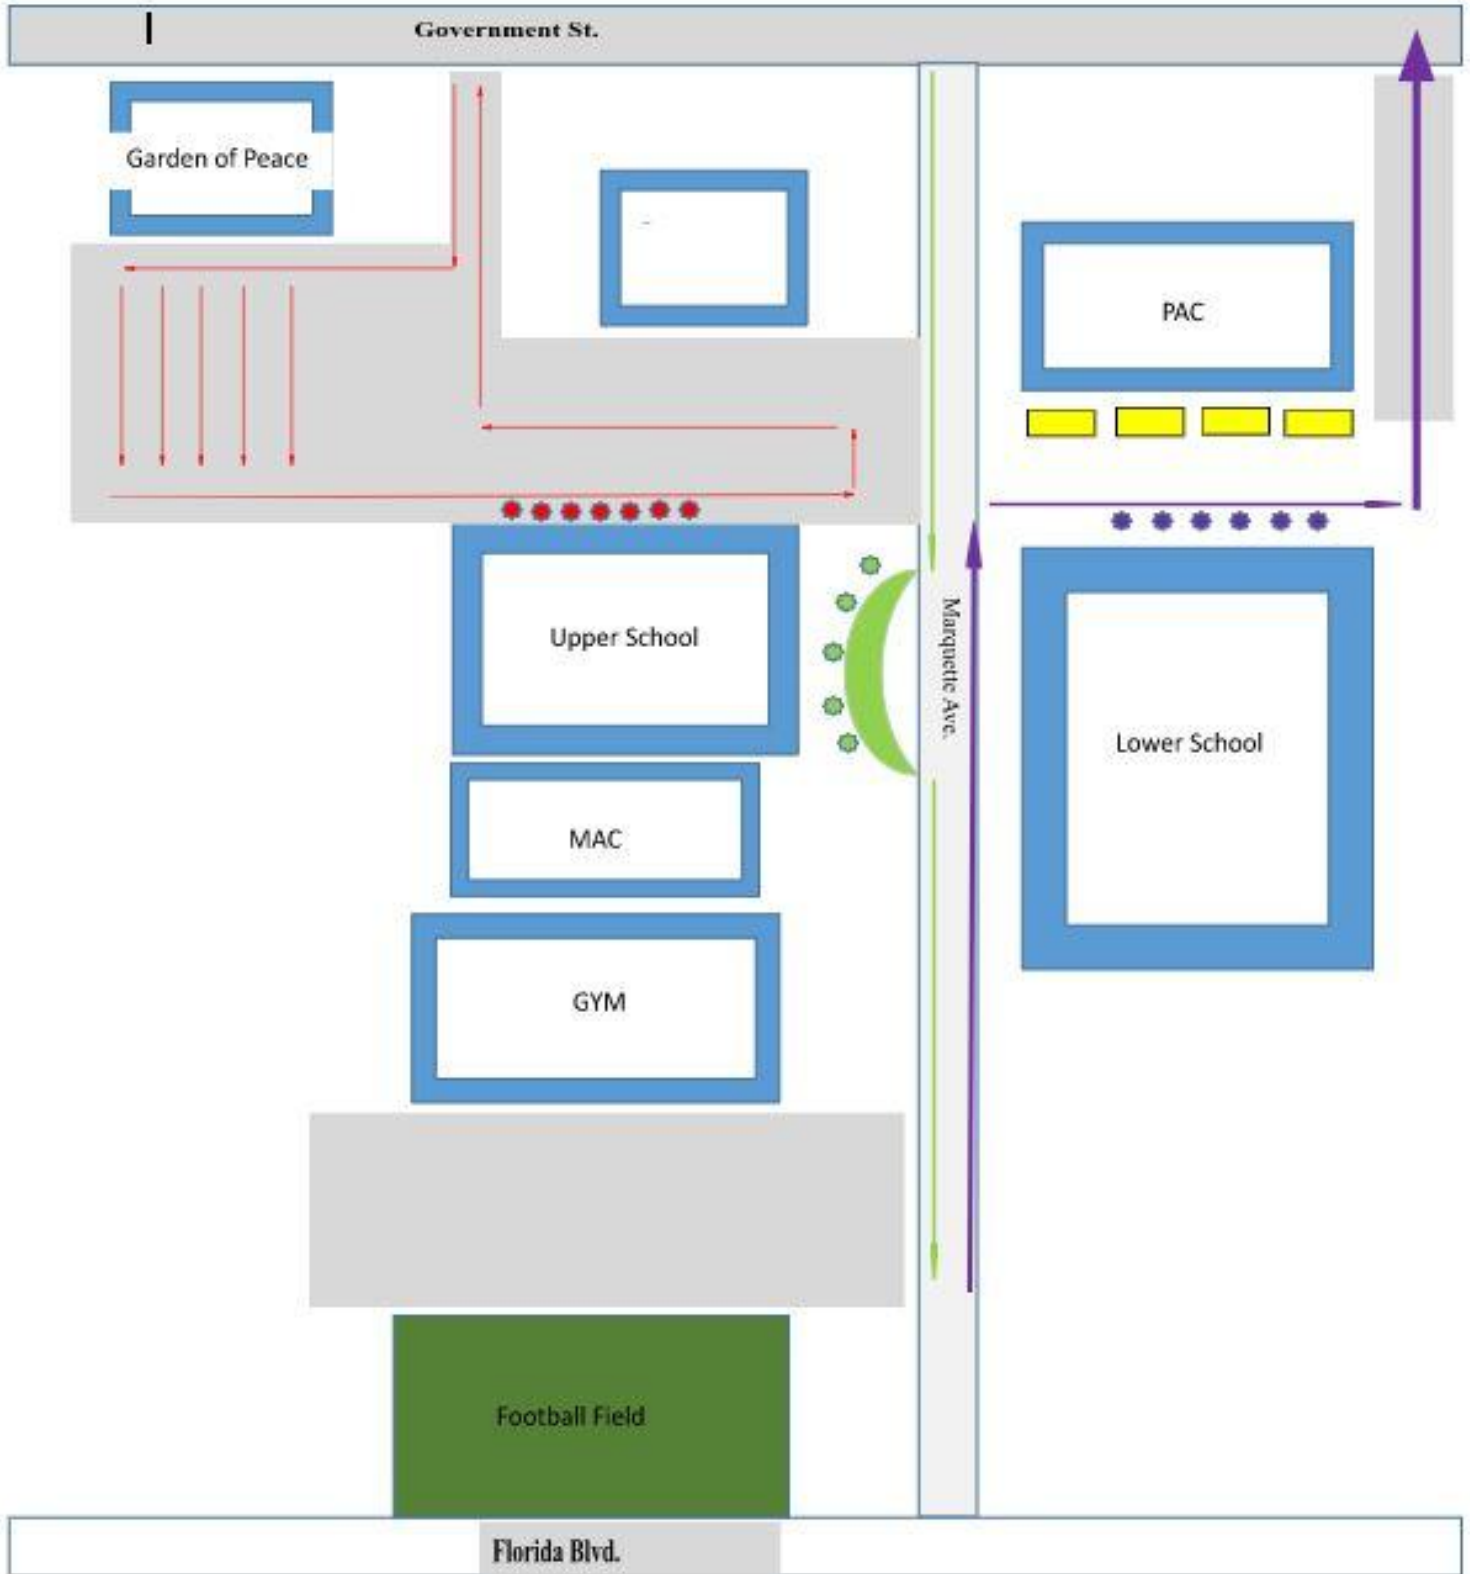 Government St.
Garden of Peace
PAC
Upper School
Marquette Ave.
Lower School
MAC
GYM
Football Field
Florida Blvd.